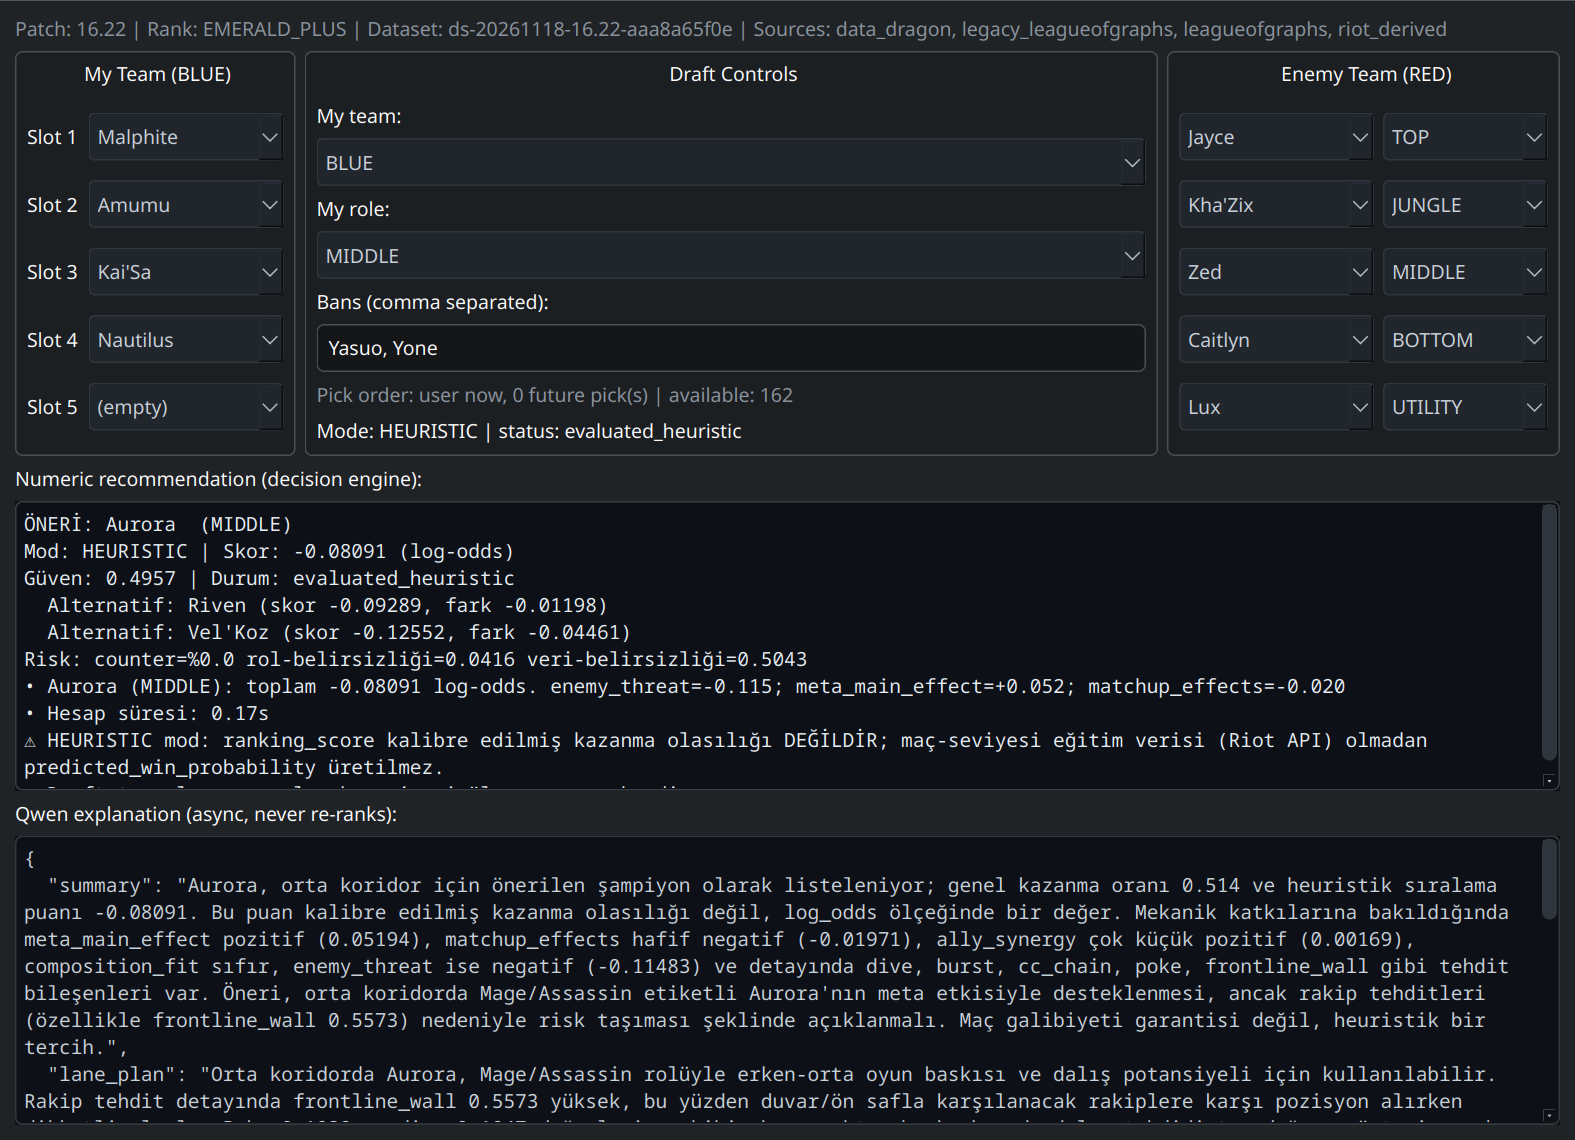 Patch: 16.22 | Rank: EMERALD_PLUS | Dataset: ds-20261118-16.22-aaa8a65f0e | Sources: data_dragon, legacy_leagueofgraphs, leagueofgraphs, riot_derived
My Team (BLUE)
Slot 1 Malphite
Slot 2 Amumu
Slot 3 Kai'Sa
Slot 4 Nautilus
Slot 5 (empty)
Draft Controls
My team:
BLUE
My role:
MIDDLE
Bans (comma separated):
Yasuo, Yone
Pick order: user now, 0 future pick(s) | available: 162
Mode: HEURISTIC | status: evaluated_heuristic
Enemy Team (RED)
Jayce TOP
Kha'Zix JUNGLE
Zed MIDDLE
Caitlyn BOTTOM
Lux UTILITY
Numeric recommendation (decision engine):
ÖNERİ: Aurora  (MIDDLE)
Mod: HEURISTIC | Skor: -0.08091 (log-odds)
Güven: 0.4957 | Durum: evaluated_heuristic
Alternatif: Riven (skor -0.09289, fark -0.01198)
Alternatif: Vel'Koz (skor -0.12552, fark -0.04461)
Risk: counter=%0.0 rol-belirsizliği=0.0416 veri-belirsizliği=0.5043
• Aurora (MIDDLE): toplam -0.08091 log-odds. enemy_threat=-0.115; meta_main_effect=+0.052; matchup_effects=-0.020
• Hesap süresi: 0.17s
⚠ HEURISTIC mod: ranking_score kalibre edilmiş kazanma olasılığı DEĞİLDİR; maç-seviyesi eğitim verisi (Riot API) olmadan
predicted_win_probability üretilmez.
Qwen explanation (async, never re-ranks):
{
"summary": "Aurora, orta koridor için önerilen şampiyon olarak listeleniyor; genel kazanma oranı 0.514 ve heuristik sıralama
puanı -0.08091. Bu puan kalibre edilmiş kazanma olasılığı değil, log_odds ölçeğinde bir değer. Mekanik katkılarına bakıldığında
meta_main_effect pozitif (0.05194), matchup_effects hafif negatif (-0.01971), ally_synergy çok küçük pozitif (0.00169),
composition_fit sıfır, enemy_threat ise negatif (-0.11483) ve detayında dive, burst, cc_chain, poke, frontline_wall gibi tehdit
bileşenleri var. Öneri, orta koridorda Mage/Assassin etiketli Aurora'nın meta etkisiyle desteklenmesi, ancak rakip tehditleri
(özellikle frontline_wall 0.5573) nedeniyle risk taşıması şeklinde açıklanmalı. Maç galibiyeti garantisi değil, heuristik bir
tercih.",
"lane_plan": "Orta koridorda Aurora, Mage/Assassin rolüyle erken-orta oyun baskısı ve dalış potansiyeli için kullanılabilir.
Rakip tehdit detayında frontline_wall 0.5573 yüksek, bu yüzden duvar/ön safla karşılanacak rakiplere karşı pozisyon alırken